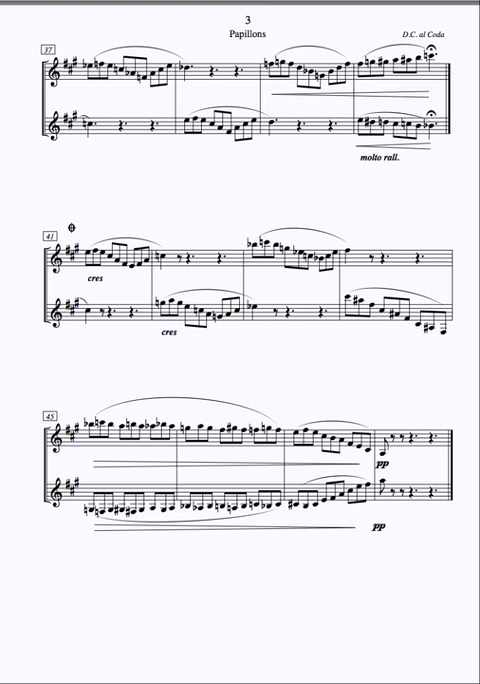 3
Papillons
D.C. al Coda
37
molto rall.
41
cres
cres
45
pp
pp